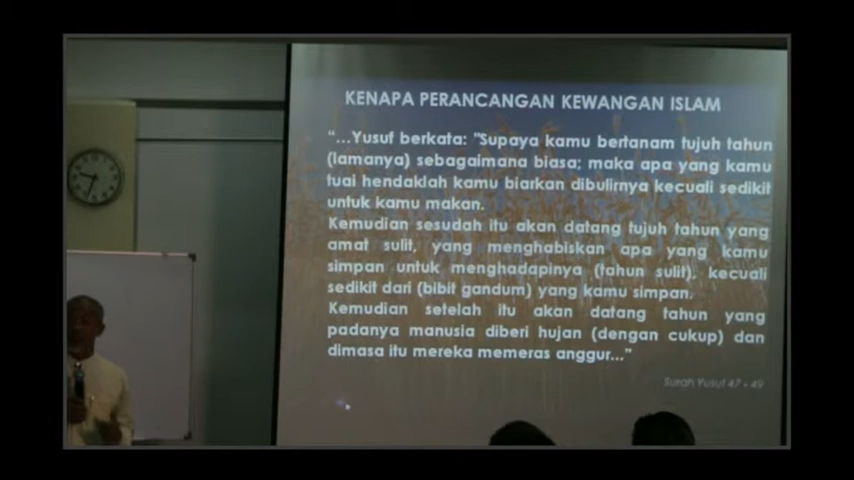 KENAPA PERANCANGAN KEWANGAN ISLAM
"...Yusuf berkata: "Supaya kamu bertanam tujuh tahun
(lamanya) sebagaimana biasa; maka apa yang kamu
tuai hendaklah kamu biarkan dibulirnya kecuali sedikit
untuk kamu makan.
Kemudian sesudah itu akan datang tujuh tahun yang
amat sulit, yang menghabiskan apa yang kamu
simpan untuk menghadapinya (tahun sulit), kecuali
sedikit dari (bibit gandum) yang kamu simpan.
Kemudian setelah itu akan datang tahun yang
padanya manusia diberi hujan (dengan cukup) dan
dimasa itu mereka memeras anggur..."
Surah Yusuf 47 - 49